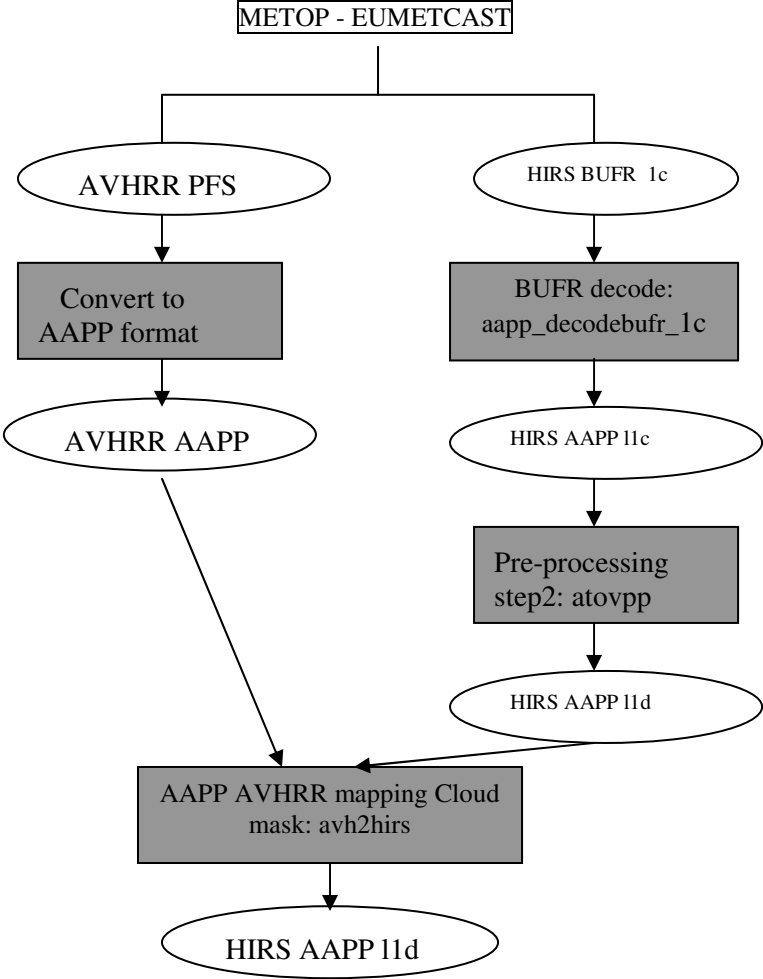 METOP - EUMETCAST
AVHRR PFS
HIRS BUFR 1c
Convert to
AAPP format
BUFR decode:
aapp_decodebufr_1c
AVHRR AAPP
HIRS AAPP l1c
Pre-processing
step2: atovpp
HIRS AAPP l1d
AAPP AVHRR mapping Cloud
mask: avh2hirs
HIRS AAPP l1d